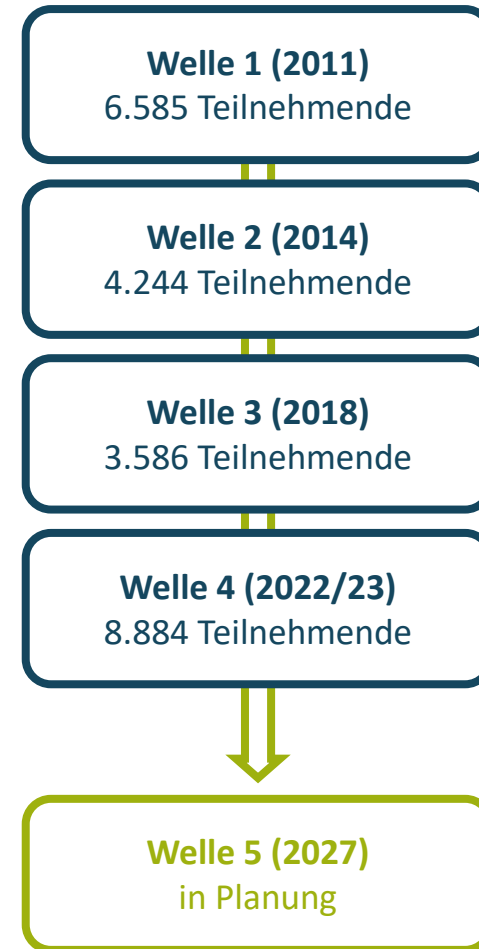 Welle 1 (2011)
6.585 Teilnehmende
Welle 2 (2014)
4.244 Teilnehmende
Welle 3 (2018)
3.586 Teilnehmende
Welle 4 (2022/23)
8.884 Teilnehmende
Welle 5 (2027)
in Planung